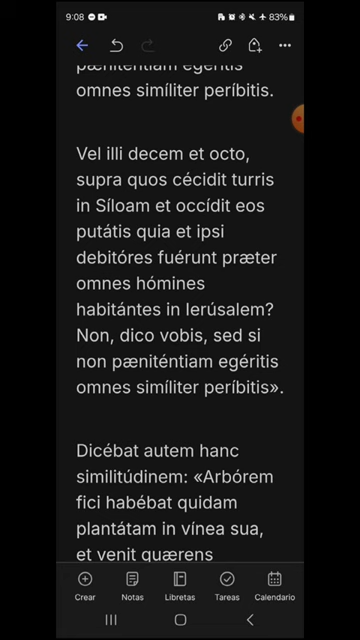 9:08
83%
pæniténtiam egéritis
omnes simíliter períbitis.
Vel illi decem et octo,
supra quos cécidit turris
in Síloam et occídit eos
putátis quia et ipsi
debitóres fuérunt præter
omnes hómines
habitántes in Ierúsalem?
Non, dico vobis, sed si
non pæniténtiam egéritis
omnes simíliter períbitis».
Dicébat autem hanc
similitúdinem: «Arbórem
fici habébat quidam
plantátam in vínea sua,
et venit quærens
Crear Notas Libretas Tareas Calendario